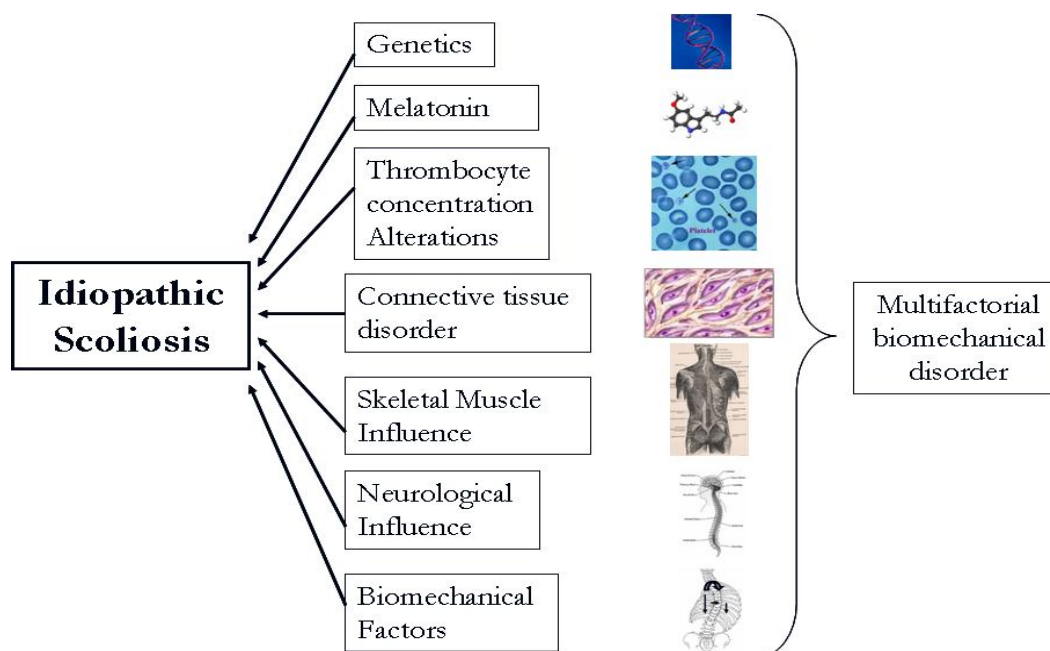 Genetics
Melatonin
Thrombocyte
concentration
Alterations
Platelet
Idiopathic
Scoliosis
Connective tissue
disorder
Multifactorial
biomechanical
disorder
Skeletal Muscle
Influence
Neurological
Influence
Biomechanical
Factors